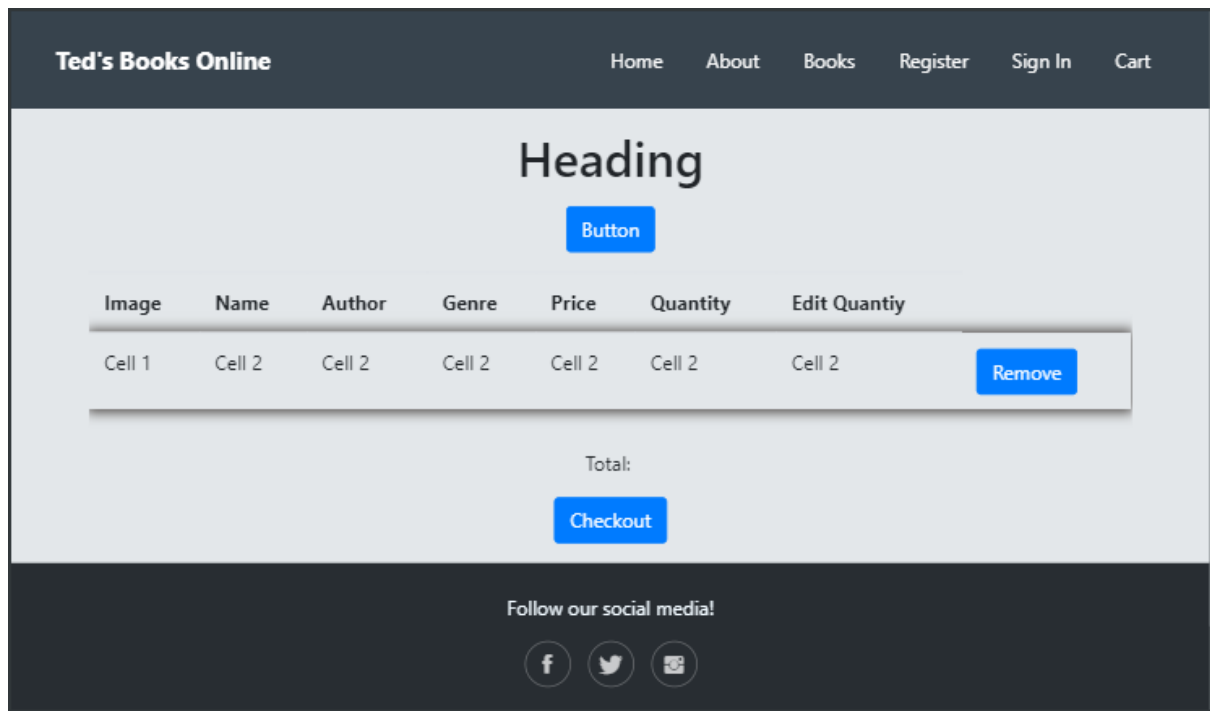 Ted's Books Online Home About Books Register Sign In Cart
Heading
Button
Image Name Author Genre Price Quantity Edit Quantiy
Cell 1 Cell 2 Cell 2 Cell 2 Cell 2 Cell 2 Cell 2 Remove
Total:
Checkout
Follow our social media!